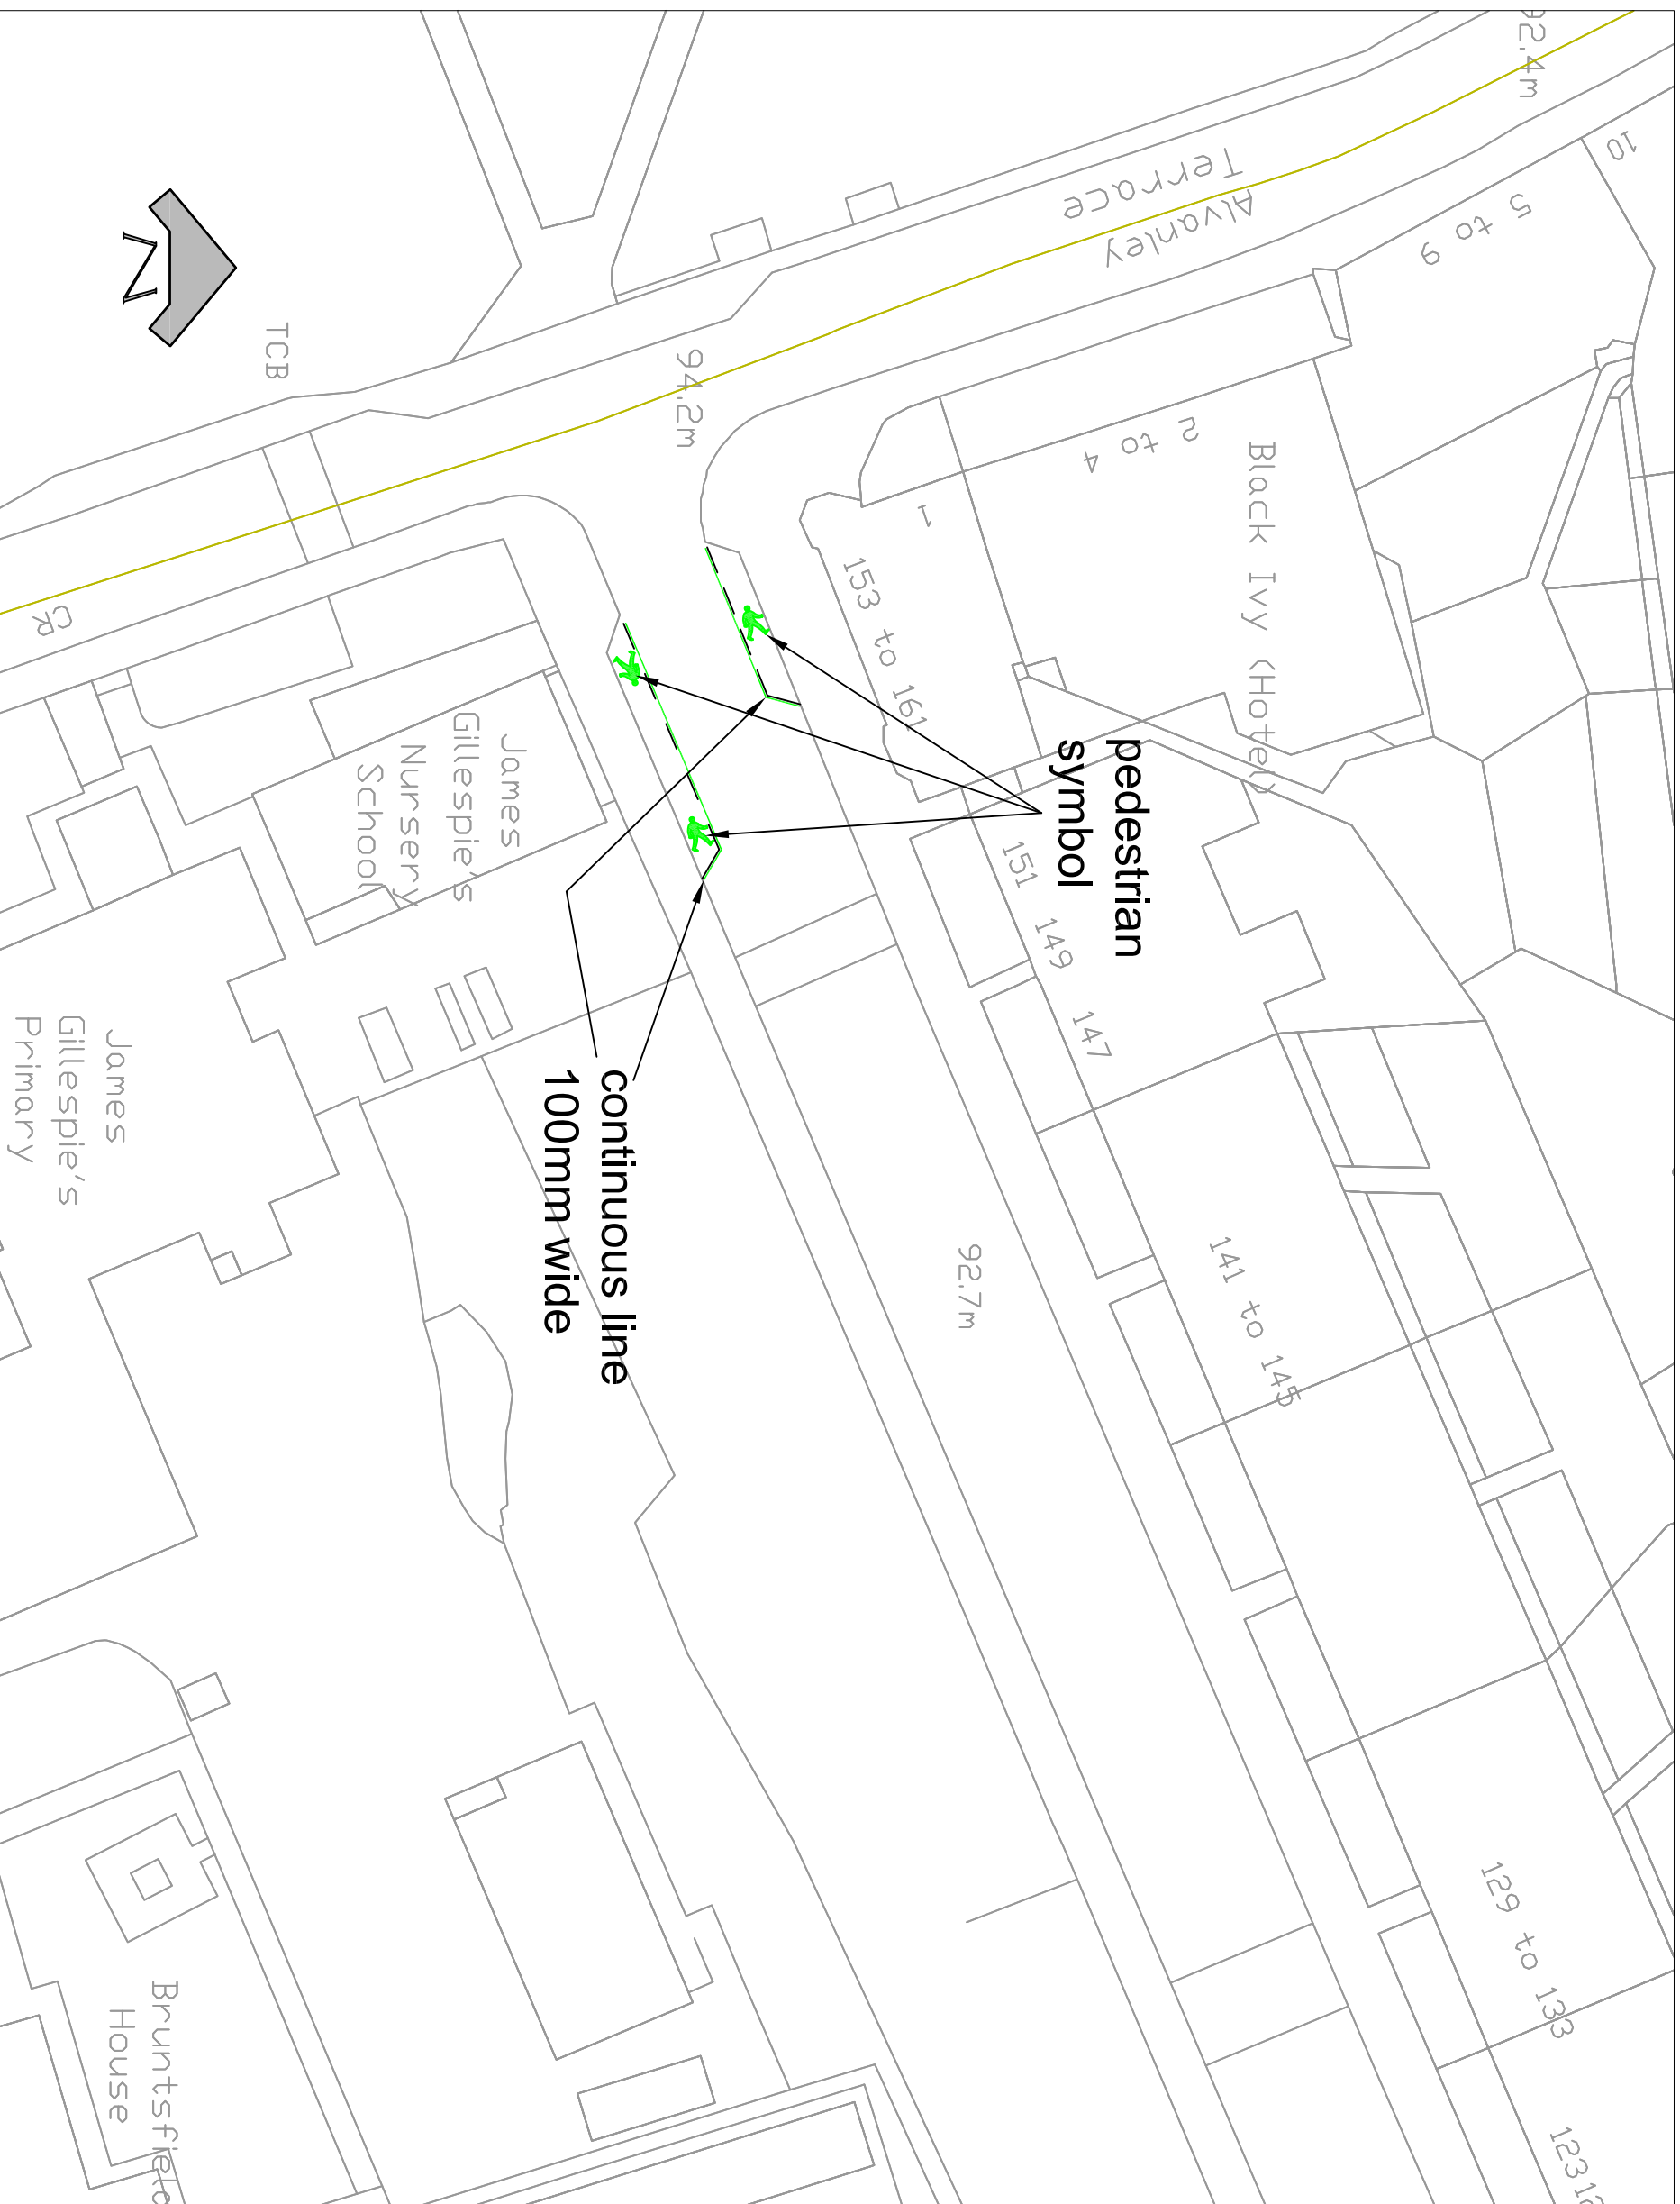 92.4m
10
5 to 9
Alvanley
Terrace
94.2m
TCB
2 to 4
1
Black Ivy (Hotel)
153 to 161
CR
pedestrian
symbol
151
149
147
James
Gillespie's
Nursery
School
continuous line
100mm wide
James
Gillespie's
Primary
92.7m
141 to 145
129 to 133
Bruntsfield
House
N